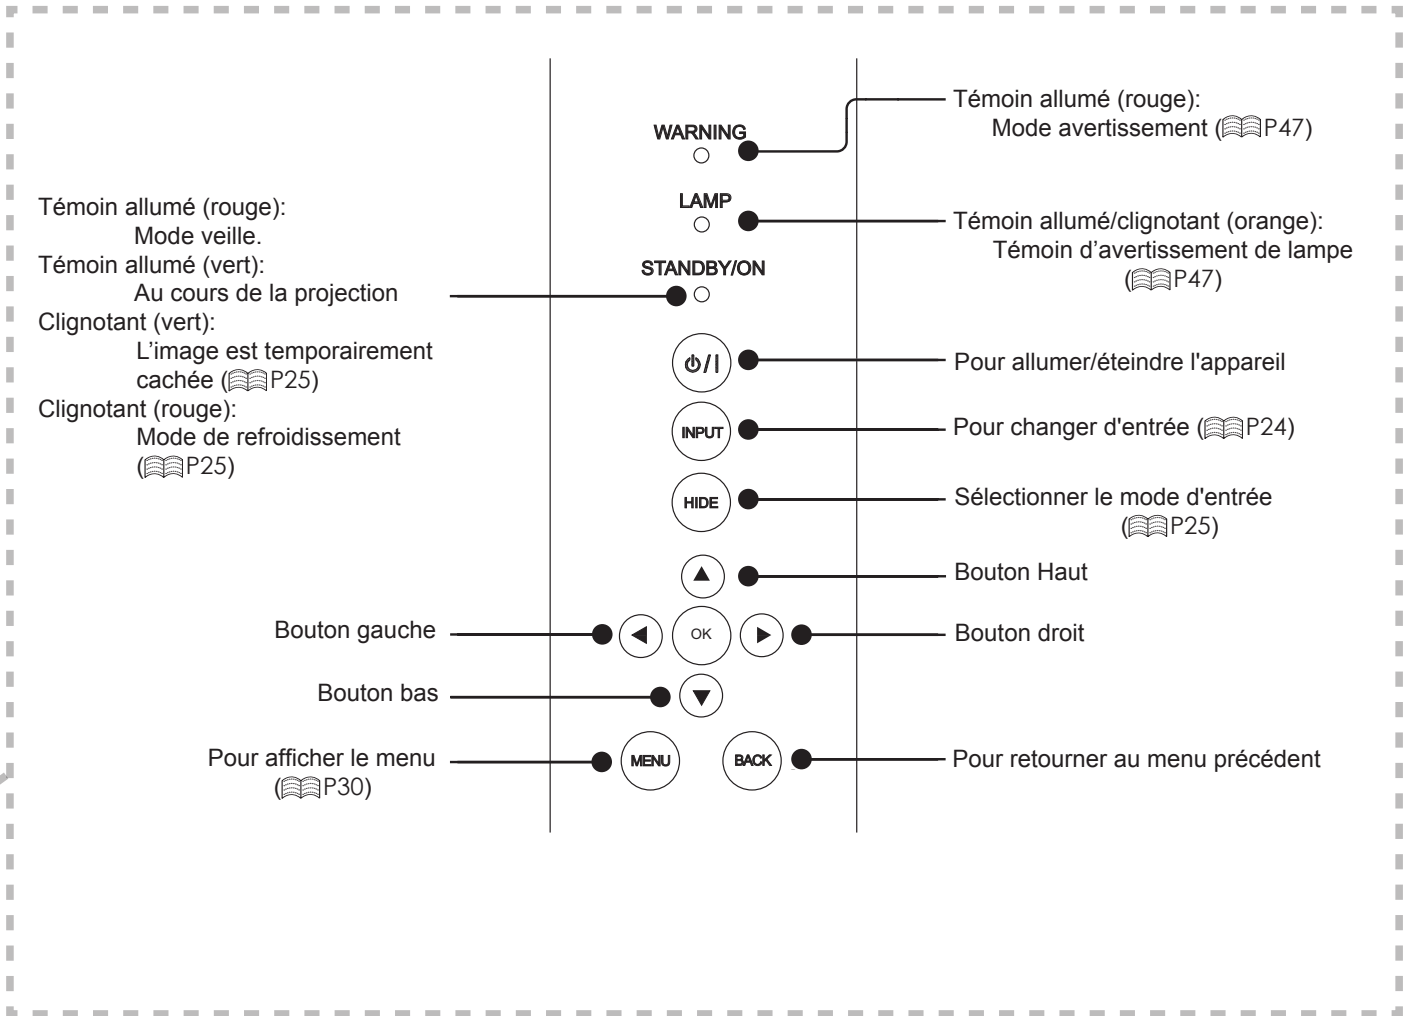 Témoin allumé (rouge):
Mode veille.
Témoin allumé (vert):
Au cours de la projection
Clignotant (vert):
L’image est temporairement
cachée (P25)
Clignotant (rouge):
Mode de refroidissement
(P25)
Bouton gauche
Bouton bas
Pour afficher le menu
(P30)
WARNING
LAMP
STANDBY/ON
⏻/|
INPUT
HIDE
▲
◀ OK ▶
▼
MENU BACK
Témoin allumé (rouge):
Mode avertissement (P47)
Témoin allumé/clignotant (orange):
Témoin d’avertissement de lampe
(P47)
Pour allumer/éteindre l'appareil
Pour changer d'entrée (P24)
Sélectionner le mode d'entrée
(P25)
Bouton Haut
Bouton droit
Pour retourner au menu précédent